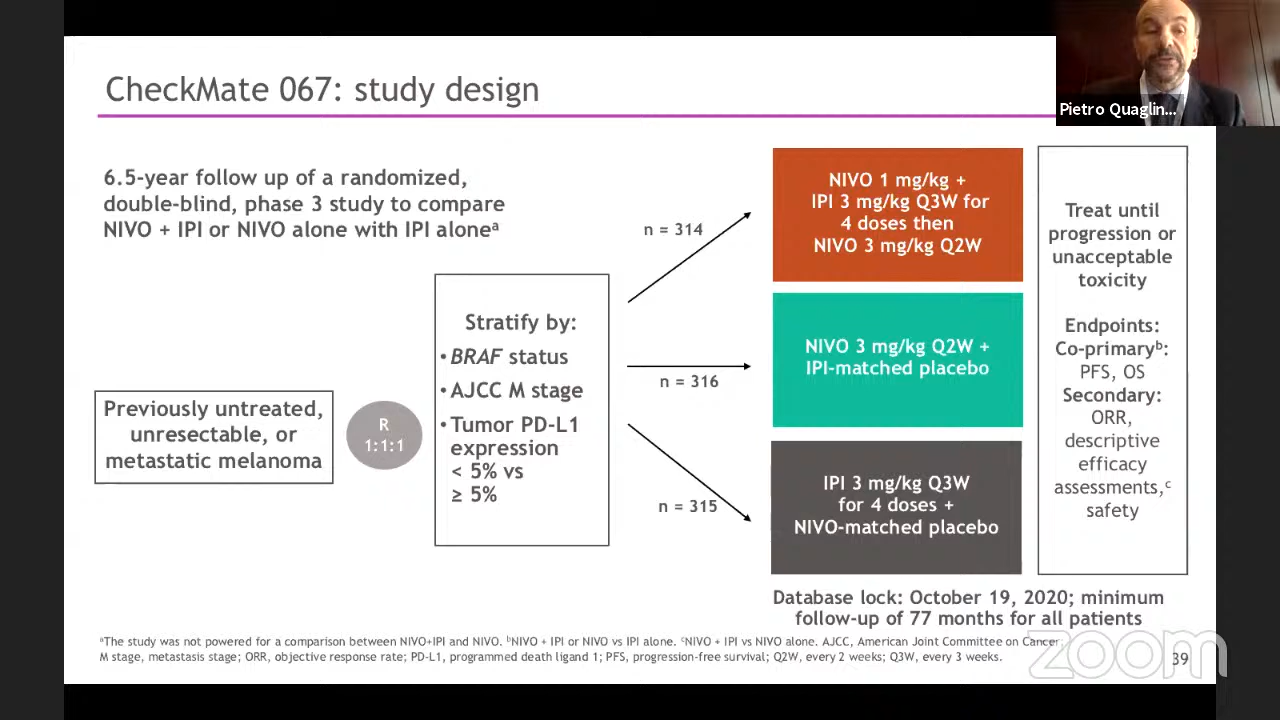 CheckMate 067: study design
Pietro Quaglin...
6.5-year follow up of a randomized,
double-blind, phase 3 study to compare
NIVO + IPI or NIVO alone with IPI aloneᵃ
Previously untreated,
unresectable, or
metastatic melanoma
R
1:1:1
Stratify by:
• BRAF status
• AJCC M stage
• Tumor PD-L1
expression
< 5% vs
≥ 5%
n = 314
n = 316
n = 315
NIVO 1 mg/kg +
IPI 3 mg/kg Q3W for
4 doses then
NIVO 3 mg/kg Q2W
NIVO 3 mg/kg Q2W +
IPI-matched placebo
IPI 3 mg/kg Q3W
for 4 doses +
NIVO-matched placebo
Treat until
progression or
unacceptable
toxicity
Endpoints:
Co-primaryᵇ:
PFS, OS
Secondary:
ORR,
descriptive
efficacy
assessments,ᶜ
safety
Database lock: October 19, 2020; minimum
follow-up of 77 months for all patients
ᵃThe study was not powered for a comparison between NIVO+IPI and NIVO. ᵇNIVO + IPI or NIVO vs IPI alone. ᶜNIVO + IPI vs NIVO alone. AJCC, American Joint Committee on Cancer;
M stage, metastasis stage; ORR, objective response rate; PD-L1, programmed death ligand 1; PFS, progression-free survival; Q2W, every 2 weeks; Q3W, every 3 weeks.
zoom
39